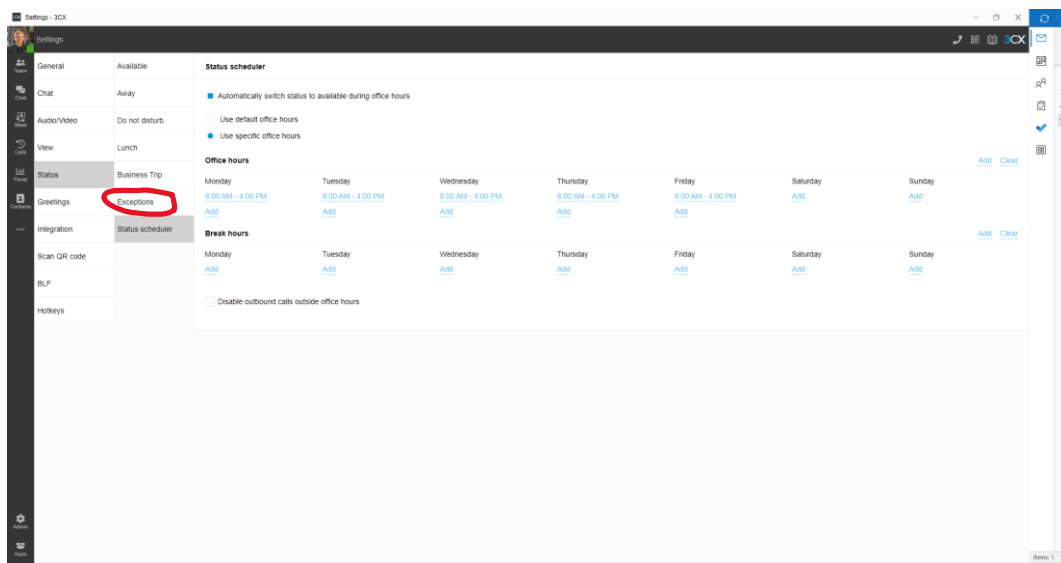 Settings - 3CX
Settings
3CX
Team
Chat
Meet
Calls
Panel
Contacts
Admin
Apps
General
Chat
Audio/Video
View
Status
Greetings
Integration
Scan QR code
BLF
Hotkeys
Available
Away
Do not disturb
Lunch
Business Trip
Exceptions
Status scheduler
Status scheduler
Automatically switch status to available during office hours
Use default office hours
Use specific office hours
Office hours Add Clear
Monday Tuesday Wednesday Thursday Friday Saturday Sunday
8:00 AM - 4:00 PM 8:00 AM - 4:00 PM 8:00 AM - 4:00 PM 8:00 AM - 4:00 PM 8:00 AM - 4:00 PM Add Add
Add Add Add Add Add
Break hours Add Clear
Monday Tuesday Wednesday Thursday Friday Saturday Sunday
Add Add Add Add Add Add Add
Disable outbound calls outside office hours
Items: 1